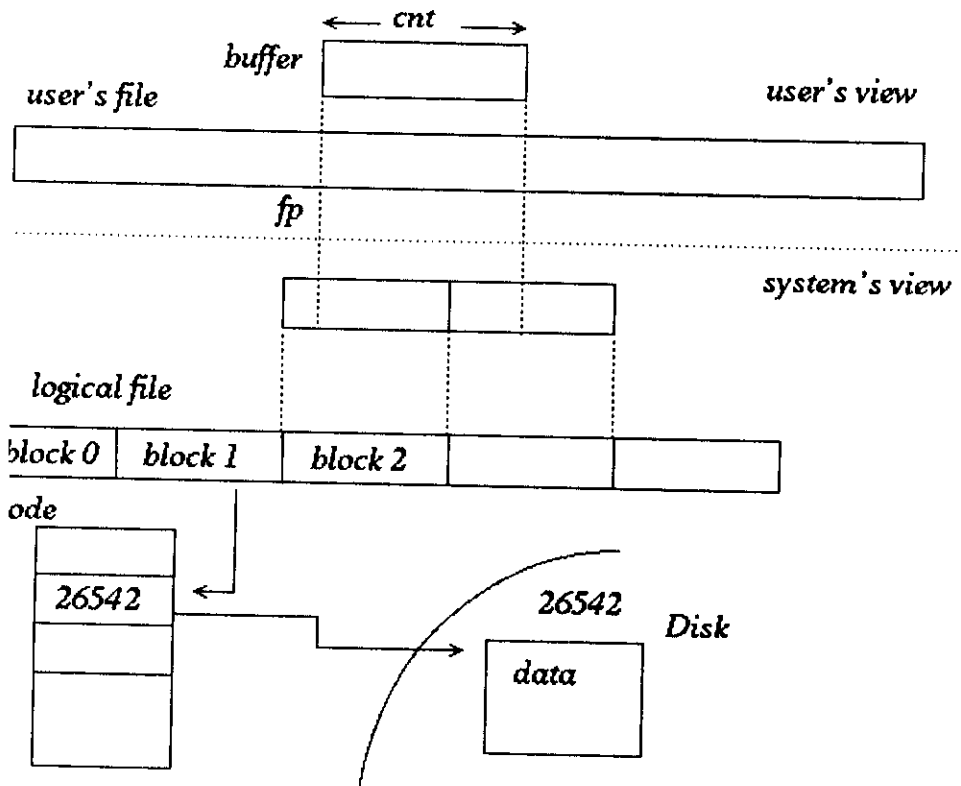 cnt
buffer
user's file
user's view
fp
system's view
logical file
block 0 block 1 block 2
ode
26542
26542
Disk
data